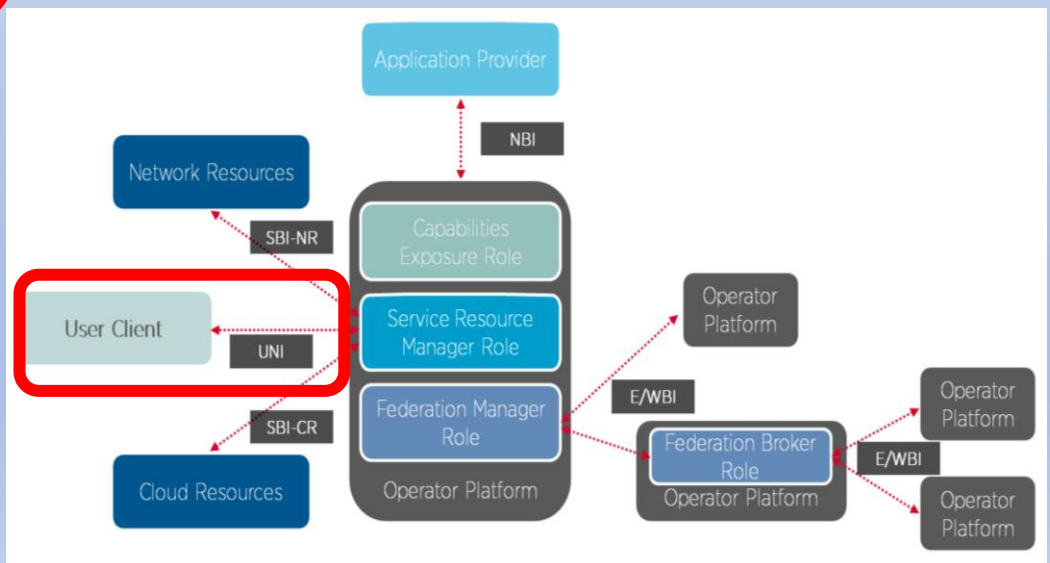 Application Provider
NBI
Network Resources
SBI-NR
Capabilities
Exposure Role
User Client
UNI
Service Resource
Manager Role
Operator
Platform
SBI-CR
Federation Manager
Role
E/WBI
Operator
Platform
Cloud Resources
Operator Platform
Federation Broker
Role
Operator Platform
E/WBI
Operator
Platform